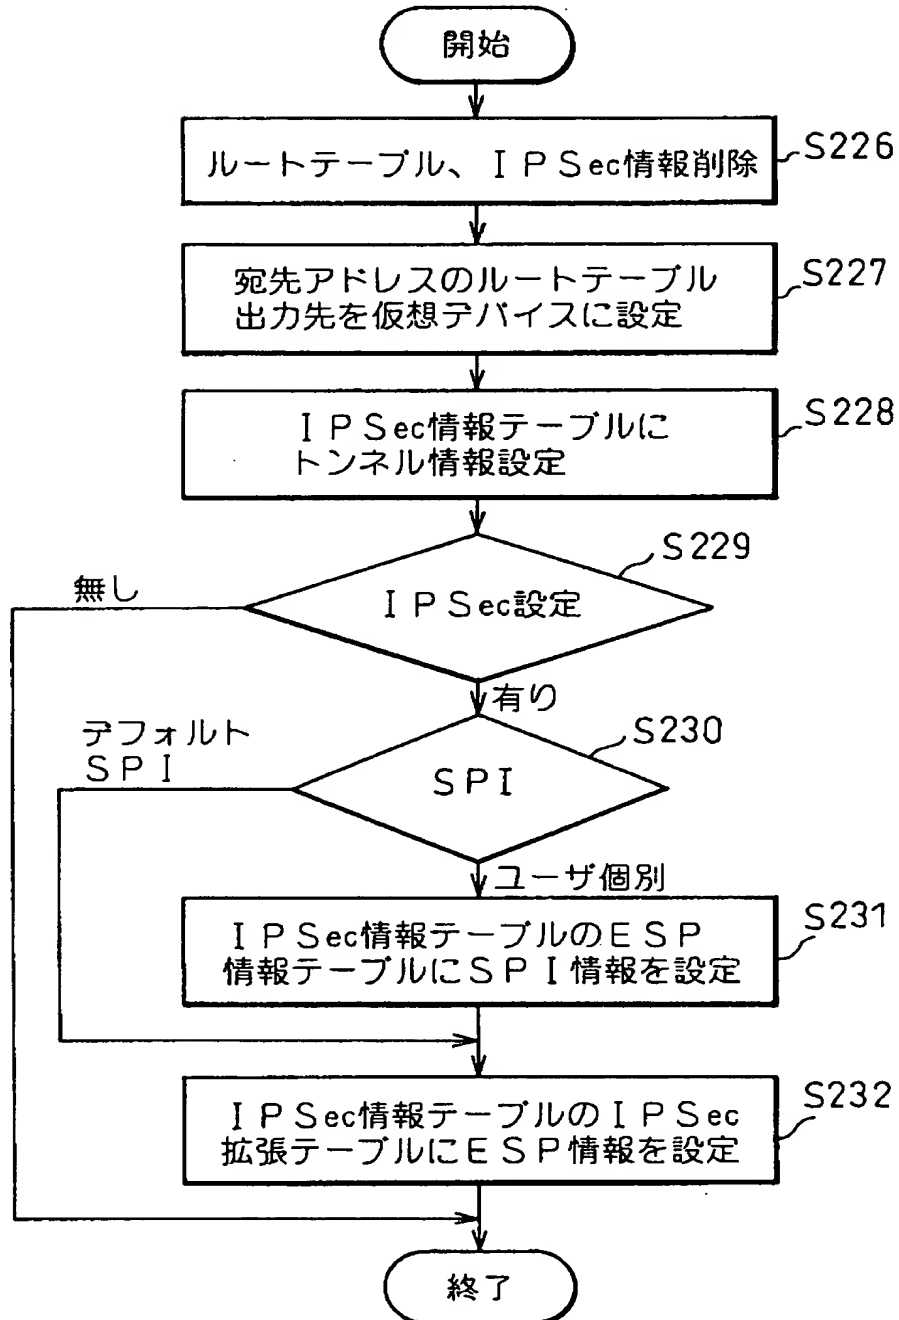 開始
ルートテーブル、ＩＰＳec情報削除
S226
宛先アドレスのルートテーブル
出力先を仮想デバイスに設定
S227
ＩＰＳec情報テーブルに
トンネル情報設定
S228
ＩＰＳec設定
S229
無し
有り
デフォルト
ＳＰＩ
ＳＰＩ
S230
ユーザ個別
ＩＰＳec情報テーブルのＥＳＰ
情報テーブルにＳＰＩ情報を設定
S231
ＩＰＳec情報テーブルのＩＰＳec
拡張テーブルにＥＳＰ情報を設定
S232
終了